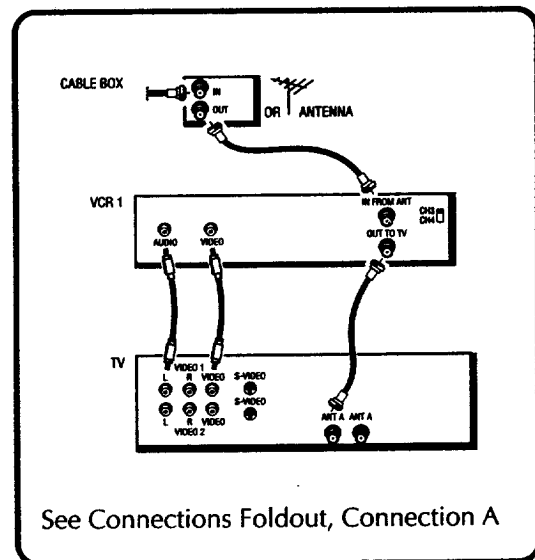 CABLE BOX
IN
OUT
OR
ANTENNA
VCR 1
IN FROM ANT
CH3
CH4
OUT TO TV
AUDIO
VIDEO
TV
VIDEO 1
L R VIDEO
S-VIDEO
S-VIDEO
L R VIDEO
VIDEO 2
ANT A ANT A
See Connections Foldout, Connection A